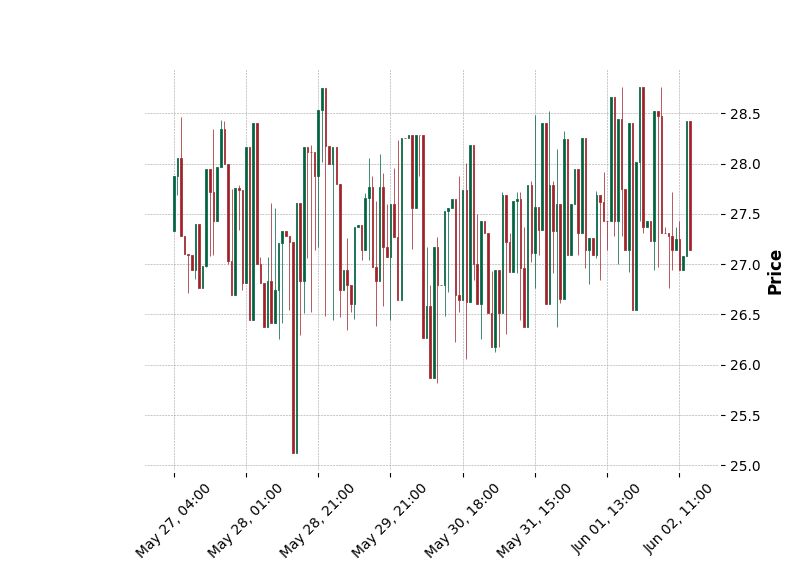 28.5
28.0
27.5
27.0
26.5
26.0
25.5
25.0
Price
May 27, 04:00
May 28, 01:00
May 28, 21:00
May 29, 21:00
May 30, 18:00
May 31, 15:00
Jun 01, 13:00
Jun 02, 11:00